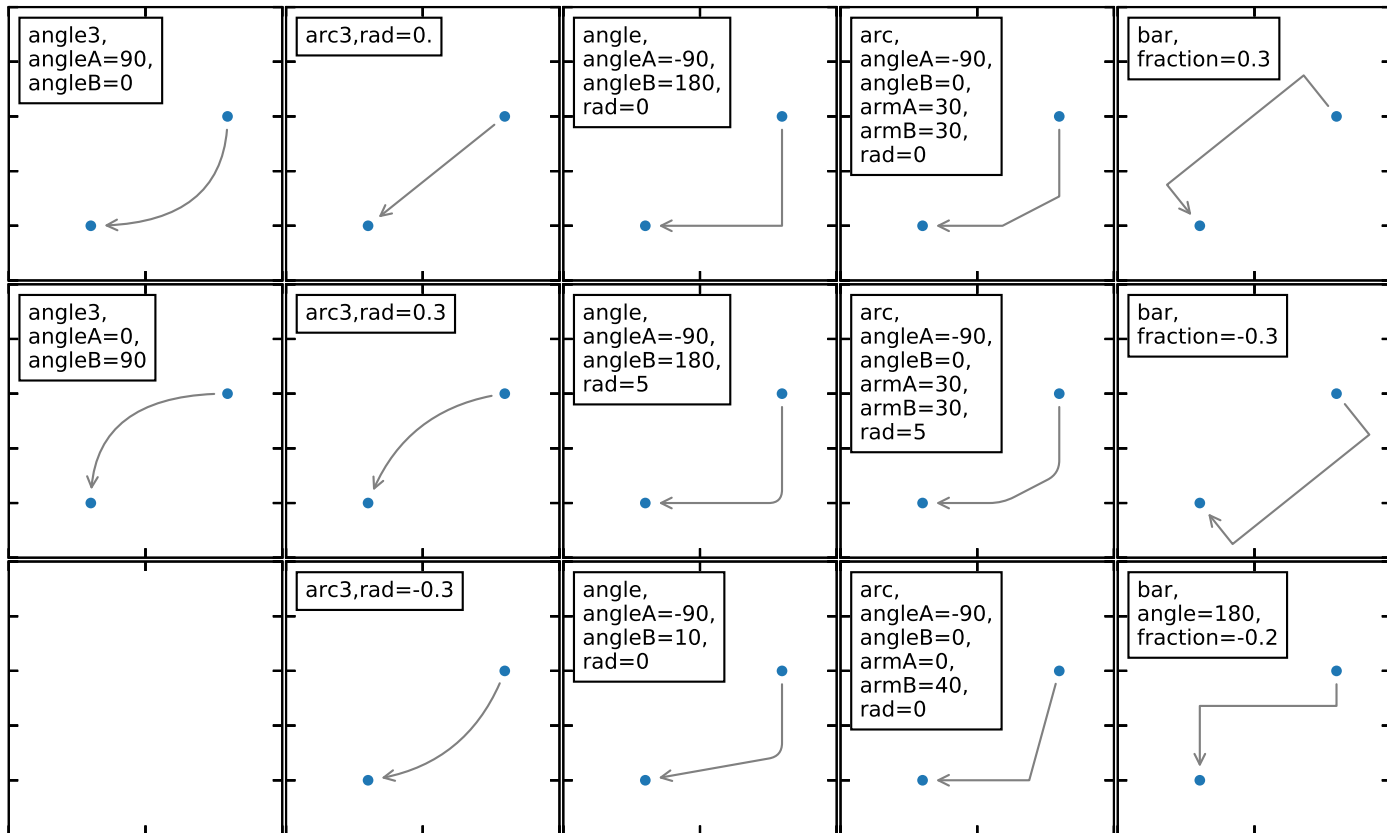 angle3,
angleA=90,
angleB=0
arc3,rad=0.
angle,
angleA=-90,
angleB=180,
rad=0
arc,
angleA=-90,
angleB=0,
armA=30,
armB=30,
rad=0
bar,
fraction=0.3
angle3,
angleA=0,
angleB=90
arc3,rad=0.3
angle,
angleA=-90,
angleB=180,
rad=5
arc,
angleA=-90,
angleB=0,
armA=30,
armB=30,
rad=5
bar,
fraction=-0.3
arc3,rad=-0.3
angle,
angleA=-90,
angleB=10,
rad=0
arc,
angleA=-90,
angleB=0,
armA=0,
armB=40,
rad=0
bar,
angle=180,
fraction=-0.2